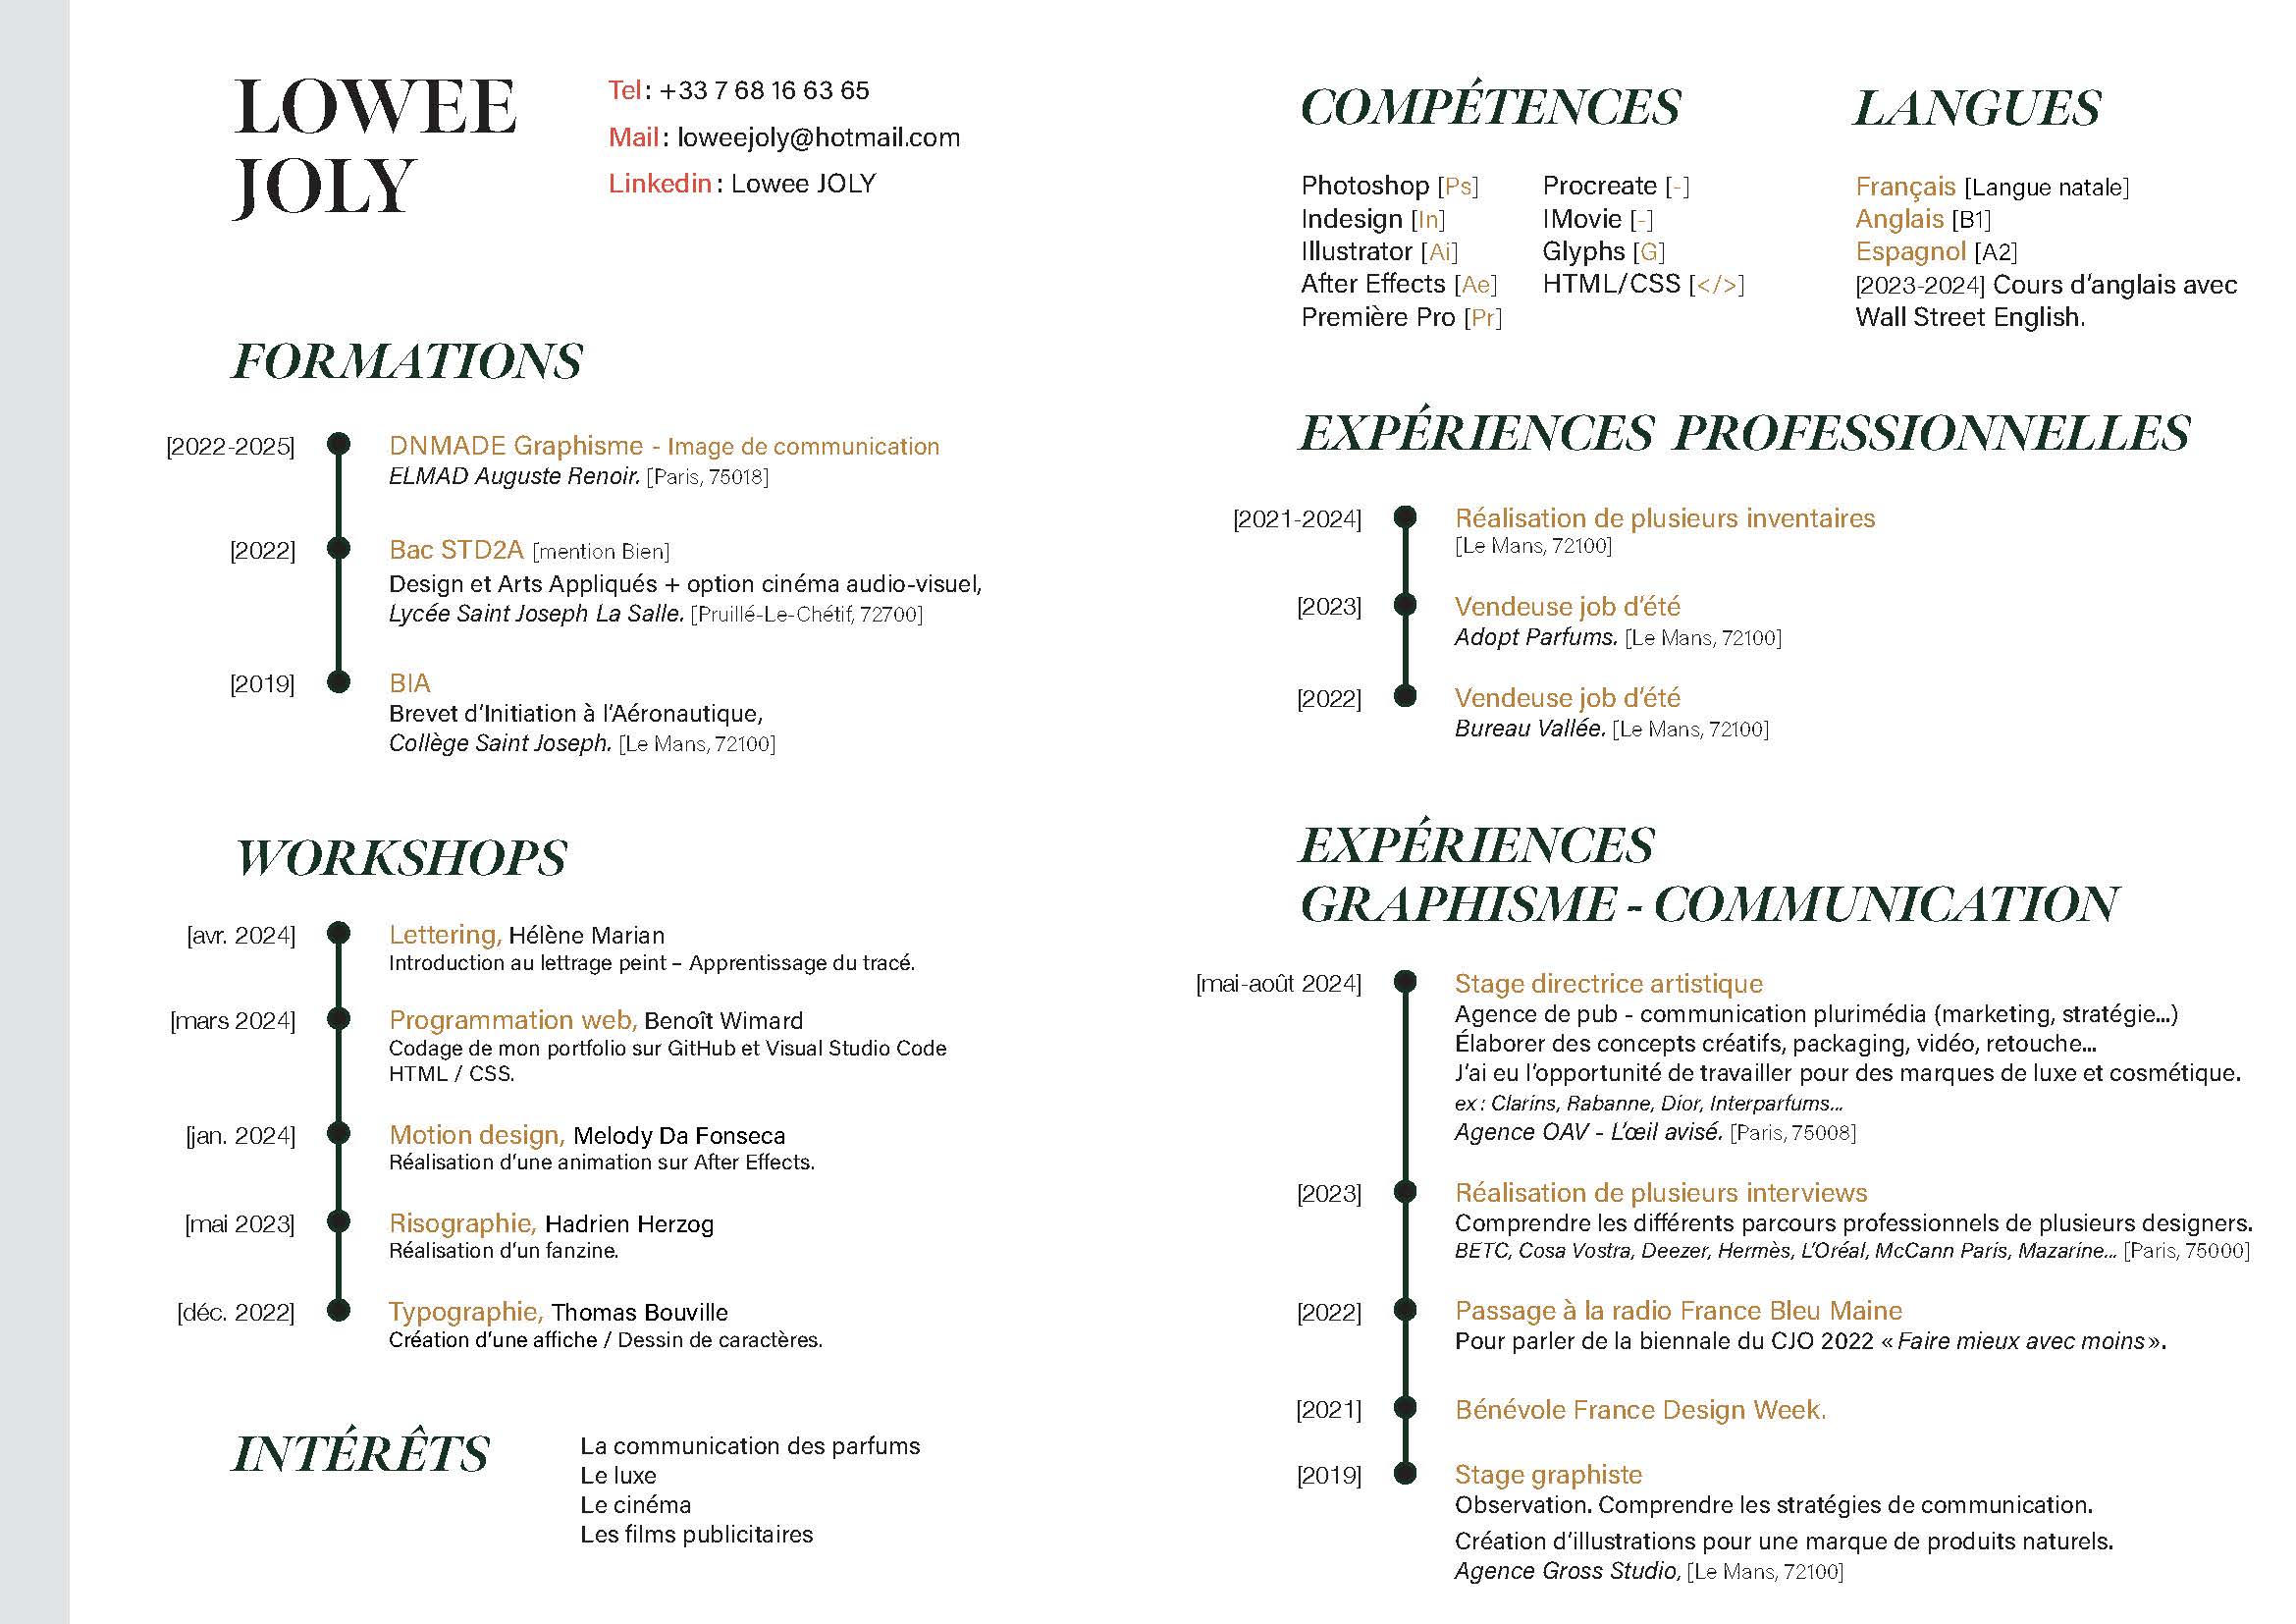 LOWEE
JOLY
Tel : +33 7 68 16 63 65
Mail : loweejoly@hotmail.com
Linkedin : Lowee JOLY
FORMATIONS
[2022-2025] DNMADE Graphisme - Image de communication
ELMAD Auguste Renoir. [Paris, 75018]
[2022] Bac STD2A [mention Bien]
Design et Arts Appliqués + option cinéma audio-visuel,
Lycée Saint Joseph La Salle. [Pruillé-Le-Chétif, 72700]
[2019] BIA
Brevet d'Initiation à l'Aéronautique,
Collège Saint Joseph. [Le Mans, 72100]
WORKSHOPS
[avr. 2024] Lettering, Hélène Marian
Introduction au lettrage peint – Apprentissage du tracé.
[mars 2024] Programmation web, Benoît Wimard
Codage de mon portfolio sur GitHub et Visual Studio Code
HTML / CSS.
[jan. 2024] Motion design, Melody Da Fonseca
Réalisation d'une animation sur After Effects.
[mai 2023] Risographie, Hadrien Herzog
Réalisation d'un fanzine.
[déc. 2022] Typographie, Thomas Bouville
Création d'une affiche / Dessin de caractères.
INTÉRÊTS
La communication des parfums
Le luxe
Le cinéma
Les films publicitaires
COMPÉTENCES
Photoshop [Ps]
Indesign [In]
Illustrator [Ai]
After Effects [Ae]
Première Pro [Pr]
Procreate [-]
IMovie [-]
Glyphs [G]
HTML/CSS [</>]
LANGUES
Français [Langue natale]
Anglais [B1]
Espagnol [A2]
[2023-2024] Cours d'anglais avec
Wall Street English.
EXPÉRIENCES PROFESSIONNELLES
[2021-2024] Réalisation de plusieurs inventaires
[Le Mans, 72100]
[2023] Vendeuse job d'été
Adopt Parfums. [Le Mans, 72100]
[2022] Vendeuse job d'été
Bureau Vallée. [Le Mans, 72100]
EXPÉRIENCES
GRAPHISME - COMMUNICATION
[mai-août 2024] Stage directrice artistique
Agence de pub - communication plurimédia (marketing, stratégie...)
Élaborer des concepts créatifs, packaging, vidéo, retouche...
J'ai eu l'opportunité de travailler pour des marques de luxe et cosmétique.
ex : Clarins, Rabanne, Dior, Interparfums...
Agence OAV - L'œil avisé. [Paris, 75008]
[2023] Réalisation de plusieurs interviews
Comprendre les différents parcours professionnels de plusieurs designers.
BETC, Cosa Vostra, Deezer, Hermès, L'Oréal, McCann Paris, Mazarine... [Paris, 75000]
[2022] Passage à la radio France Bleu Maine
Pour parler de la biennale du CJO 2022 « Faire mieux avec moins ».
[2021] Bénévole France Design Week.
[2019] Stage graphiste
Observation. Comprendre les stratégies de communication.
Création d'illustrations pour une marque de produits naturels.
Agence Gross Studio, [Le Mans, 72100]